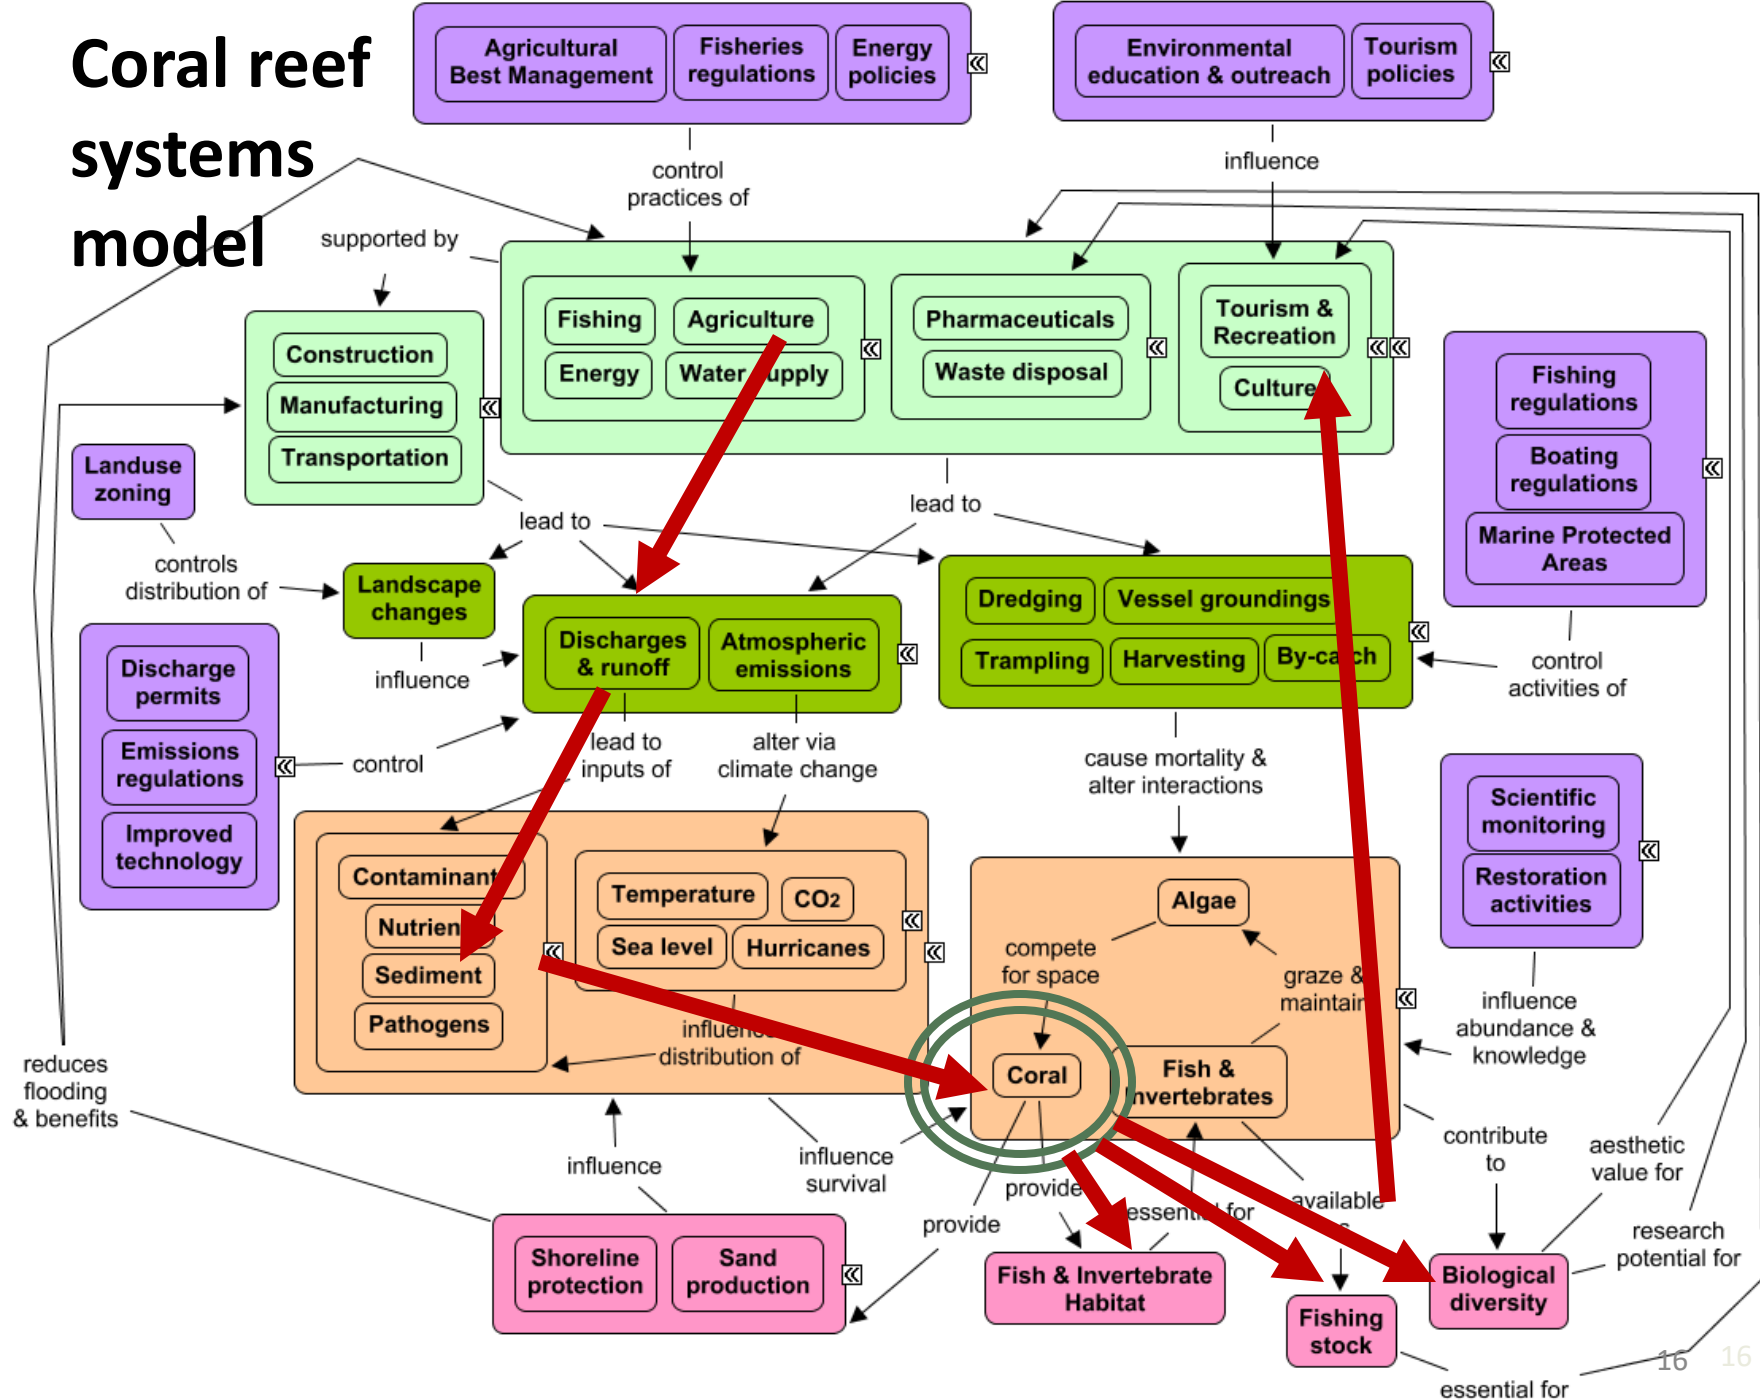 Coral reef
systems
model
Agricultural
Best Management
Fisheries
regulations
Energy
policies
Environmental
education & outreach
Tourism
policies
control
practices of
influence
supported by
Fishing
Agriculture
Energy
Water supply
Pharmaceuticals
Waste disposal
Tourism &
Recreation
Culture
Construction
Manufacturing
Transportation
Fishing
regulations
Boating
regulations
Marine Protected
Areas
Landuse
zoning
lead to
lead to
controls
distribution of
Landscape
changes
Dredging
Vessel groundings
Trampling
Harvesting
By-catch
Discharges
& runoff
Atmospheric
emissions
influence
control
activities of
Discharge
permits
Emissions
regulations
Improved
technology
control
lead to
inputs of
alter via
climate change
cause mortality &
alter interactions
Scientific
monitoring
Restoration
activities
Contaminant
Nutrien
Sediment
Pathogens
Temperature
CO2
Sea level
Hurricanes
influence
distribution of
Algae
compete
for space
graze &
maintain
Coral
Fish &
Invertebrates
influence
abundance &
knowledge
reduces
flooding
& benefits
influence
influence
survival
provide
provide
essential for
available
contribute
to
aesthetic
value for
research
potential for
Shoreline
protection
Sand
production
Fish & Invertebrate
Habitat
Fishing
stock
Biological
diversity
essential for
16
16